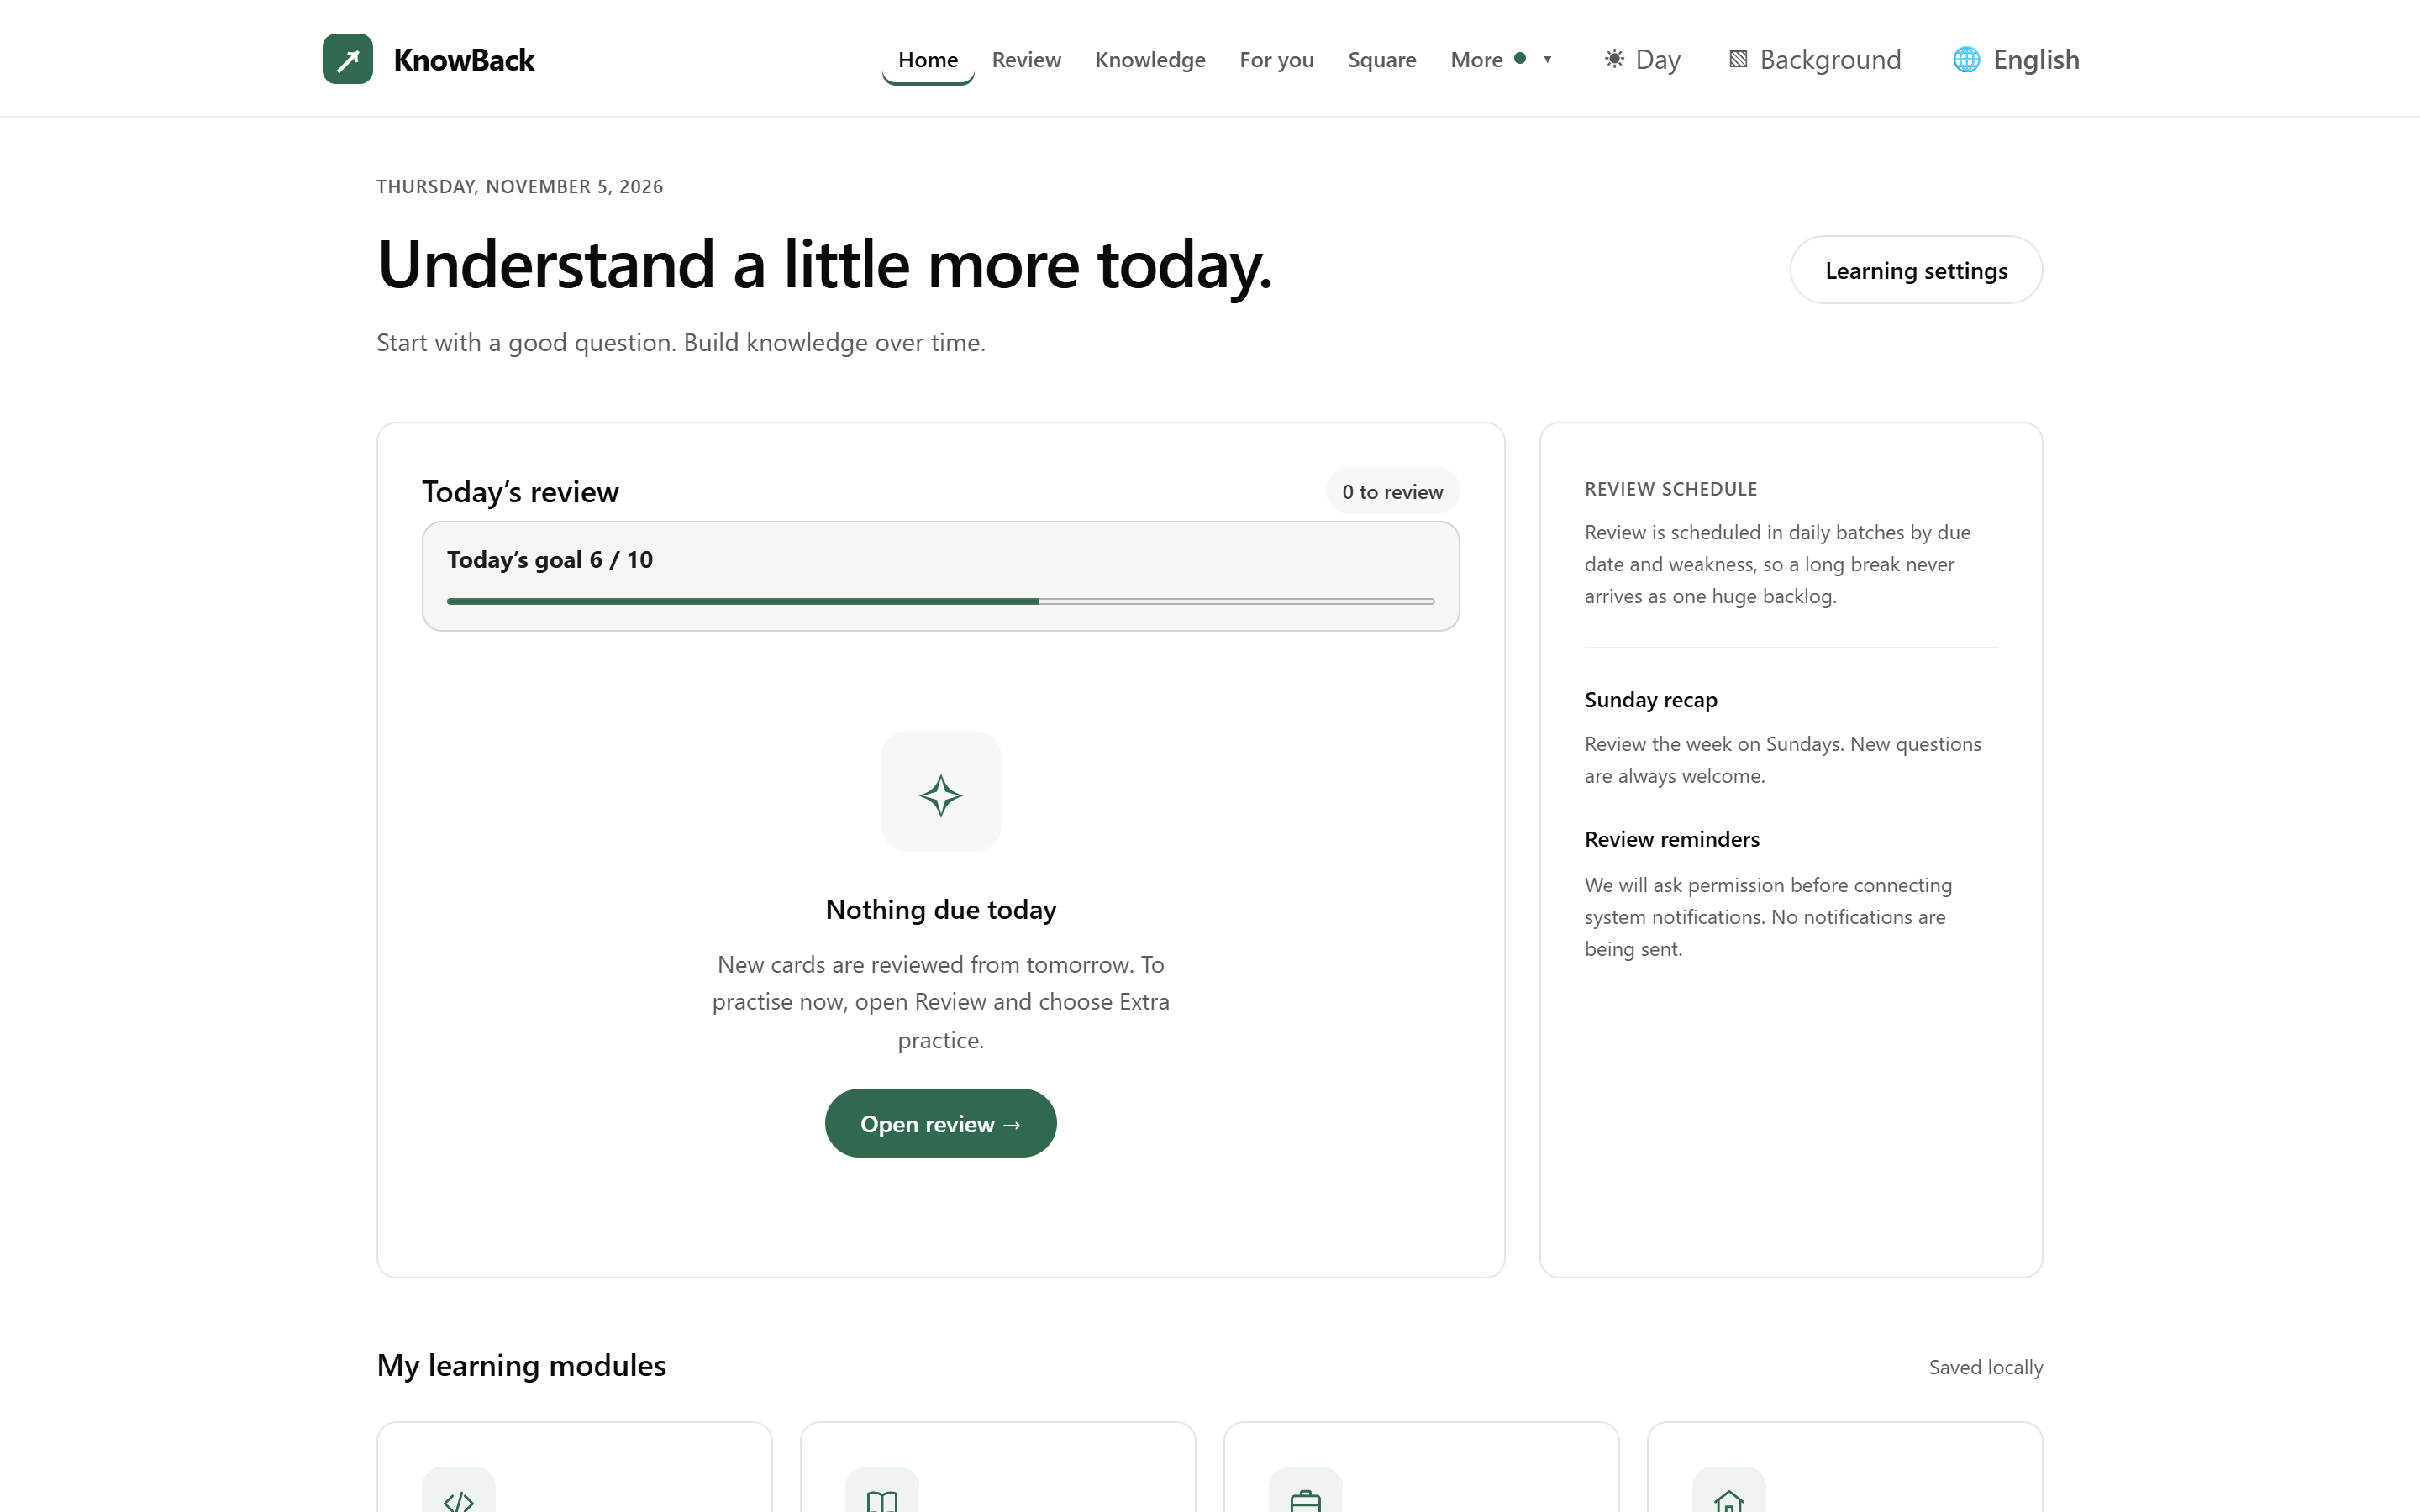 KnowBack
Home
Review
Knowledge
For you
Square
More
Day
Background
English
THURSDAY, NOVEMBER 5, 2026
Understand a little more today.
Learning settings
Start with a good question. Build knowledge over time.
Today’s review
0 to review
Today’s goal 6 / 10
Nothing due today
New cards are reviewed from tomorrow. To
practise now, open Review and choose Extra
practice.
Open review →
REVIEW SCHEDULE
Review is scheduled in daily batches by due
date and weakness, so a long break never
arrives as one huge backlog.
Sunday recap
Review the week on Sundays. New questions
are always welcome.
Review reminders
We will ask permission before connecting
system notifications. No notifications are
being sent.
My learning modules
Saved locally